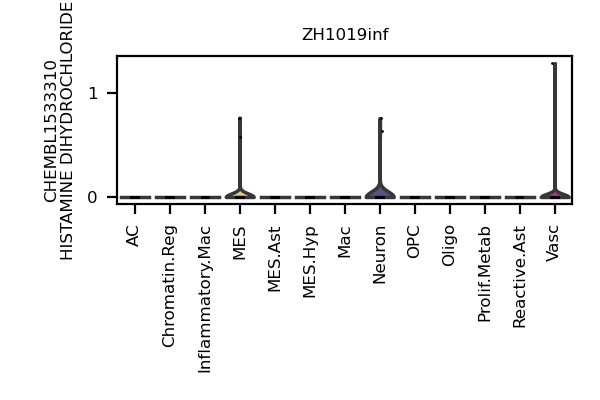 ZH1019inf
CHEMBL1533310
HISTAMINE DIHYDROCHLORIDE
1
0
AC
Chromatin.Reg
Inflammatory.Mac
MES
MES.Ast
MES.Hyp
Mac
Neuron
OPC
Oligo
Prolif.Metab
Reactive.Ast
Vasc